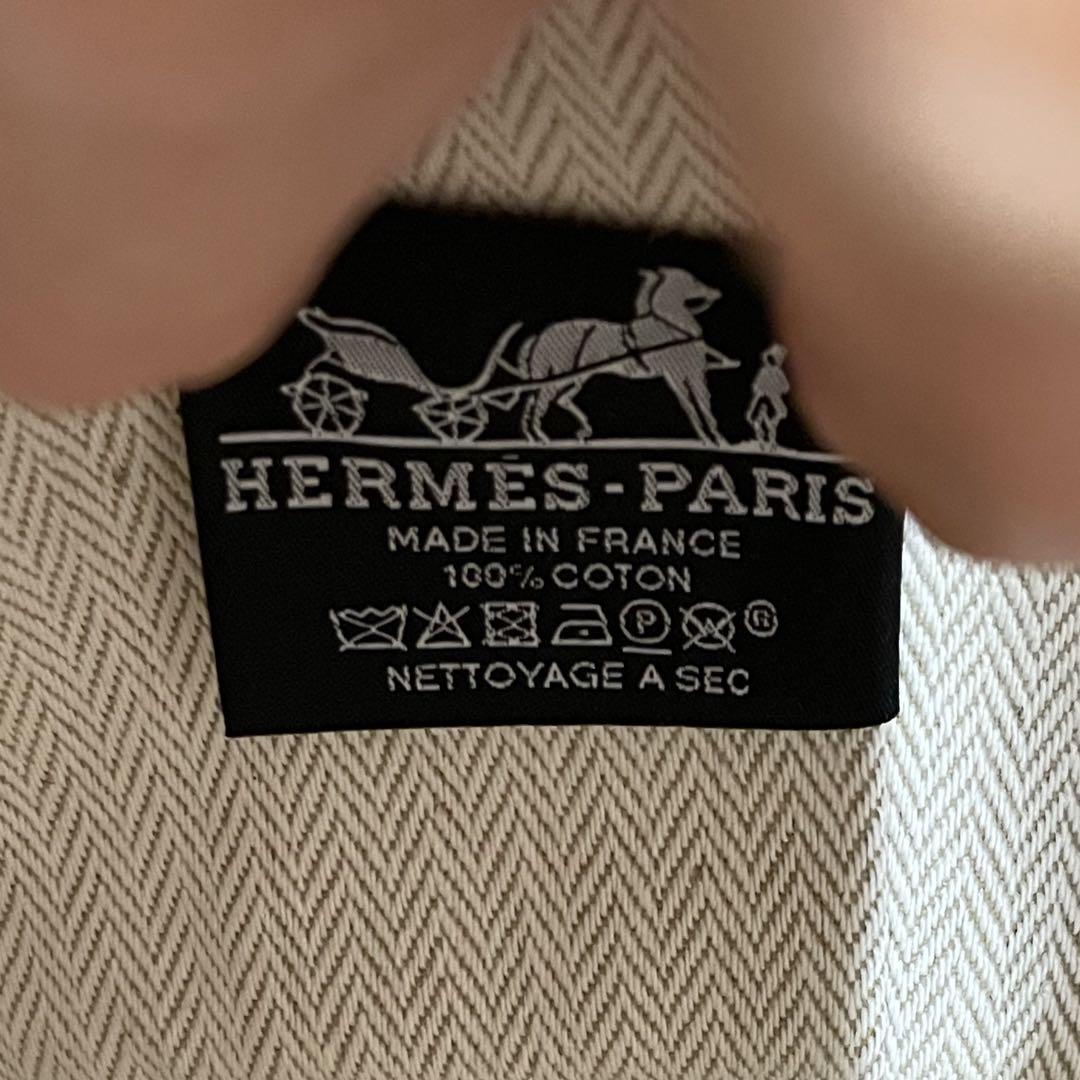 HERMÈS-PARIS
MADE IN FRANCE
100% COTON
P A ®
NETTOYAGE A SEC